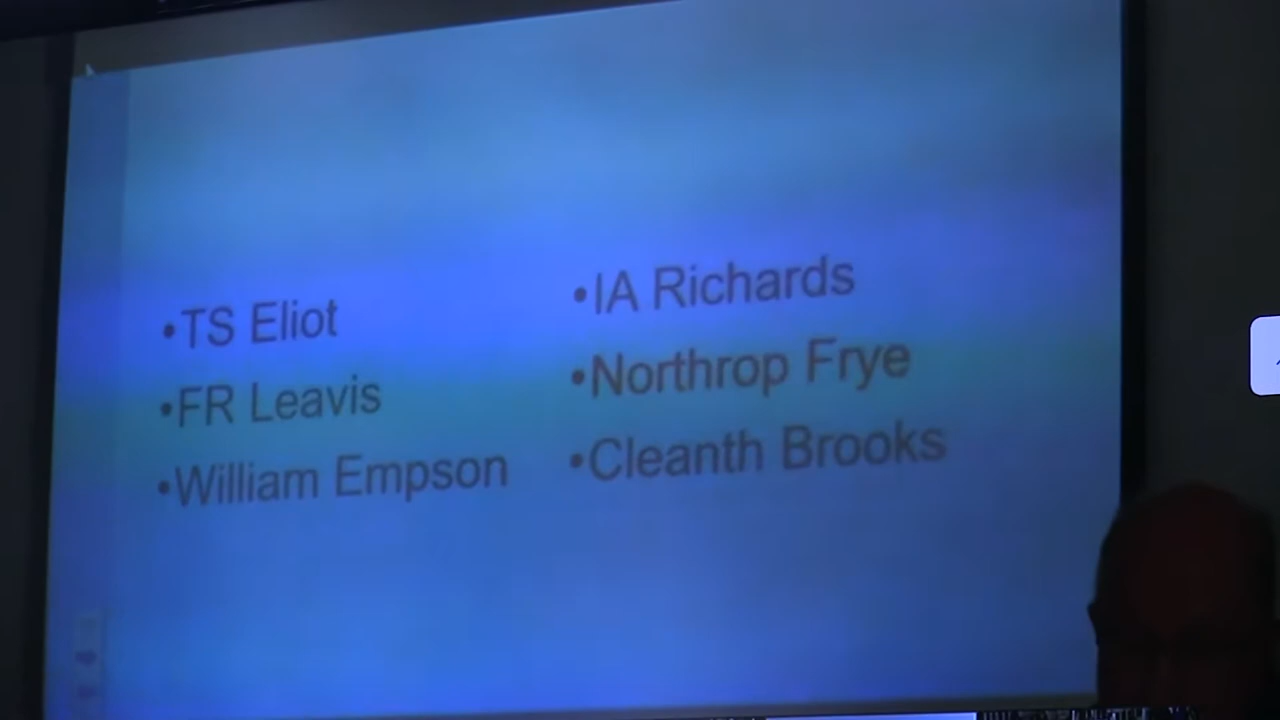 •TS Eliot
•FR Leavis
•William Empson
•IA Richards
•Northrop Frye
•Cleanth Brooks